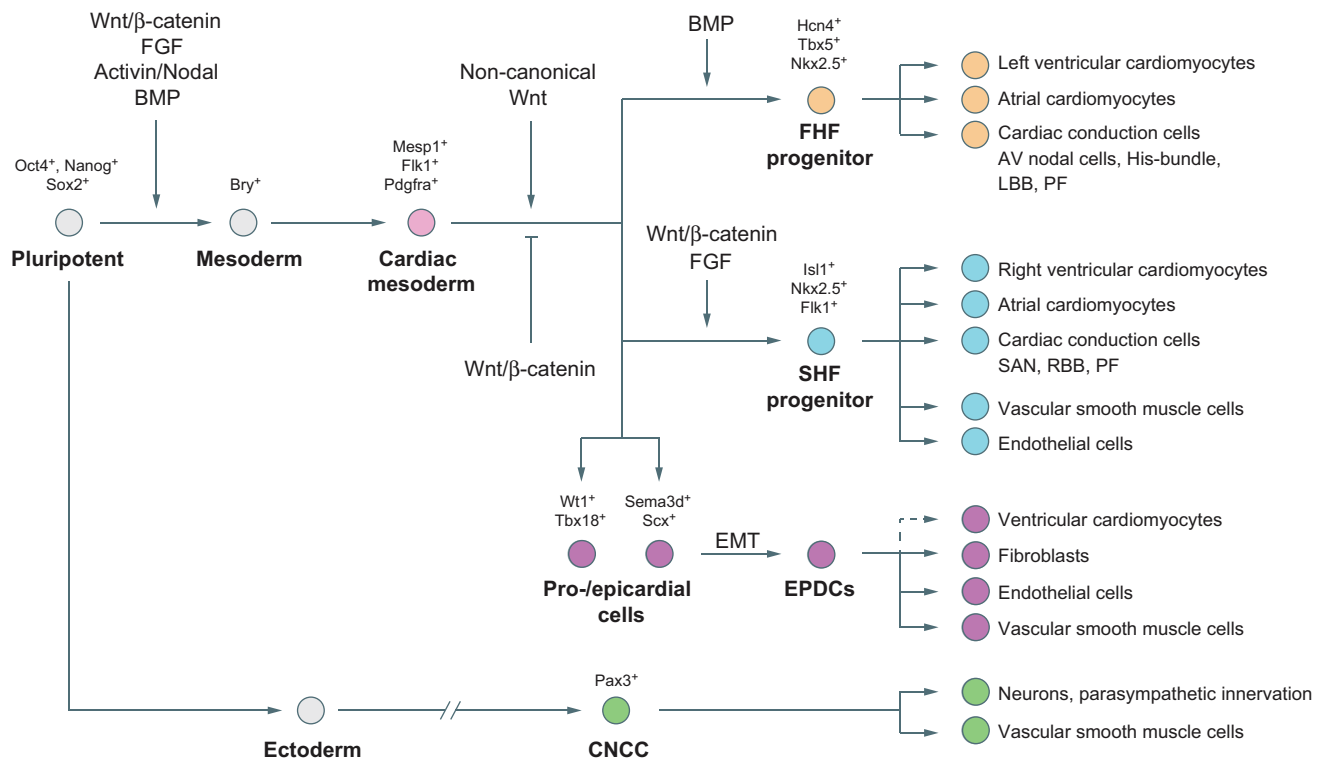 Wnt/β-catenin
FGF
Activin/Nodal
BMP
Oct4⁺, Nanog⁺
Sox2⁺
Pluripotent
Bry⁺
Mesoderm
Mesp1⁺
Flk1⁺
Pdgfra⁺
Cardiac
mesoderm
Non-canonical
Wnt
Wnt/β-catenin
BMP
Hcn4⁺
Tbx5⁺
Nkx2.5⁺
FHF
progenitor
Left ventricular cardiomyocytes
Atrial cardiomyocytes
Cardiac conduction cells
AV nodal cells, His-bundle,
LBB, PF
Wnt/β-catenin
FGF
Isl1⁺
Nkx2.5⁺
Flk1⁺
SHF
progenitor
Right ventricular cardiomyocytes
Atrial cardiomyocytes
Cardiac conduction cells
SAN, RBB, PF
Vascular smooth muscle cells
Endothelial cells
Wt1⁺
Tbx18⁺
Sema3d⁺
Scx⁺
Pro-/epicardial
cells
EMT
EPDCs
Ventricular cardiomyocytes
Fibroblasts
Endothelial cells
Vascular smooth muscle cells
Ectoderm
Pax3⁺
CNCC
Neurons, parasympathetic innervation
Vascular smooth muscle cells